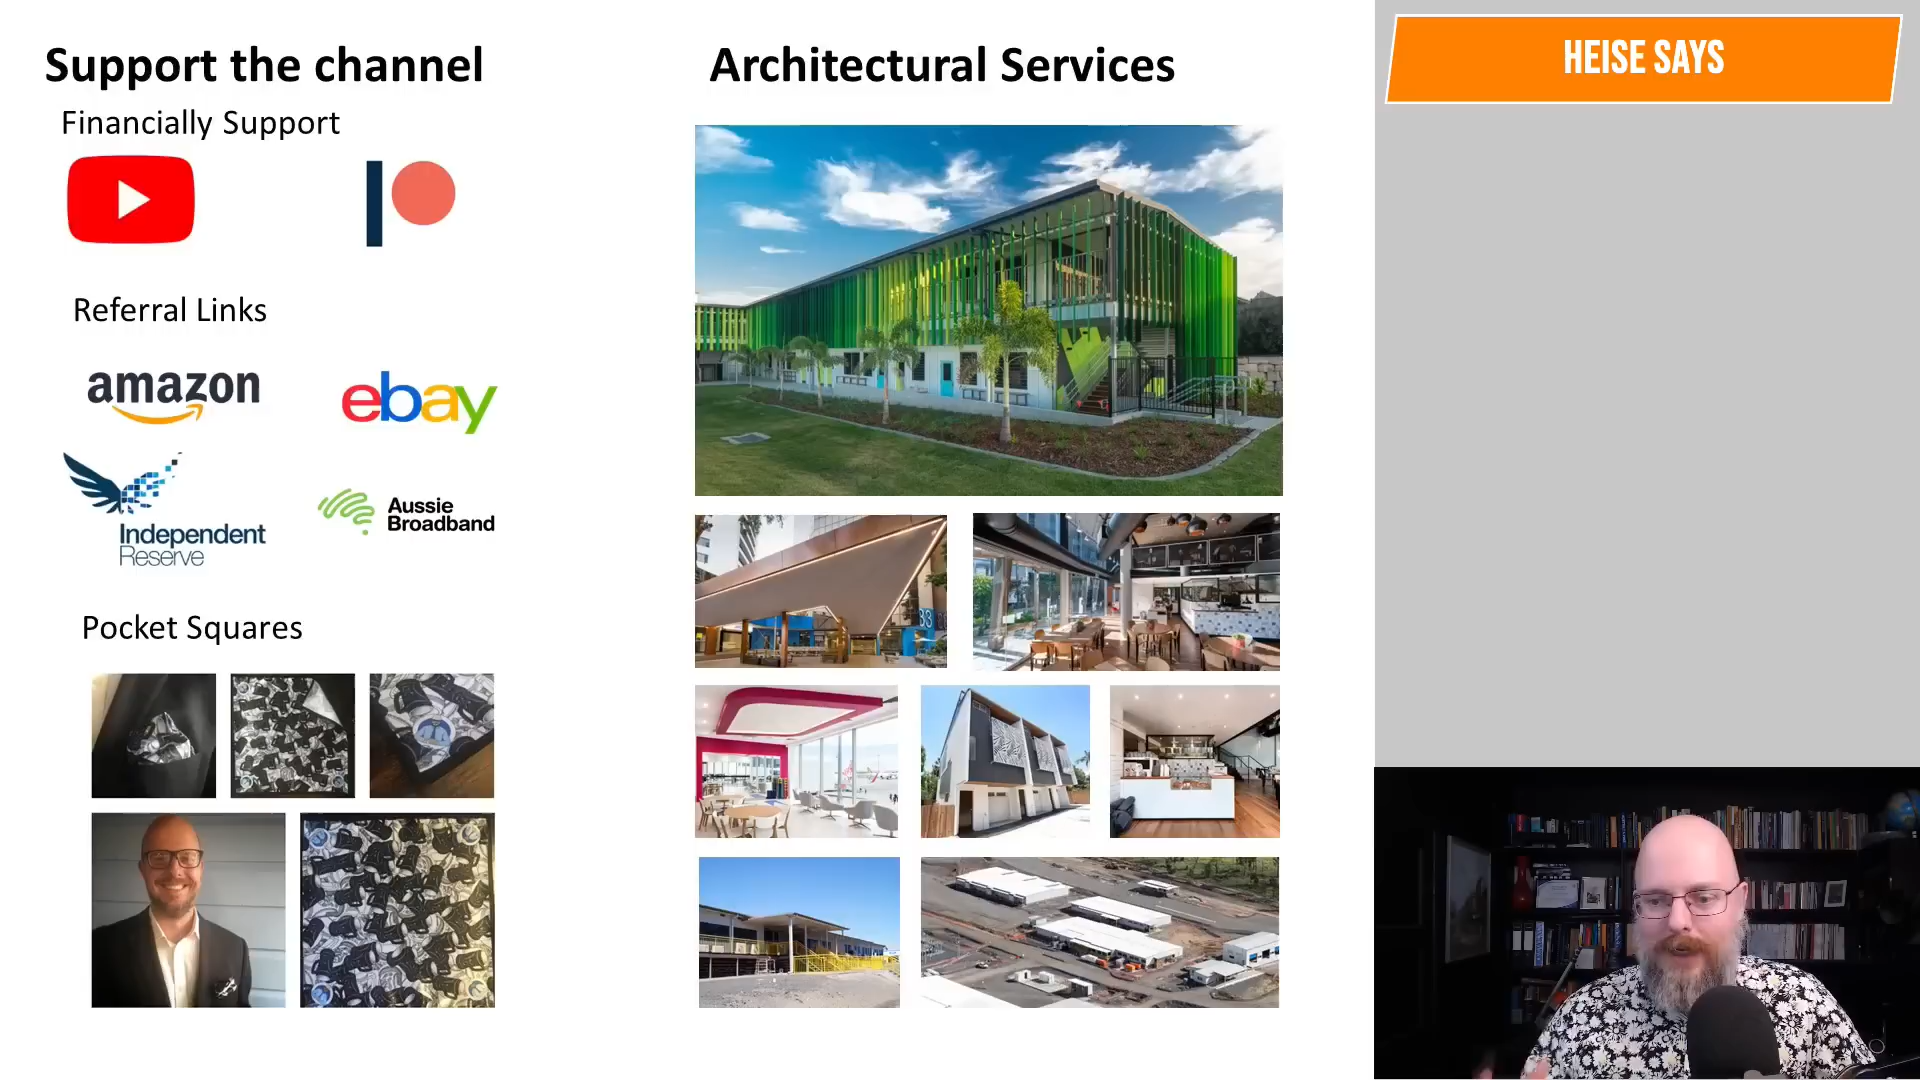 Support the channel
Financially Support
Referral Links
amazon
ebay
Independent
Reserve
Aussie
Broadband
Pocket Squares
Architectural Services
33
HEISE SAYS